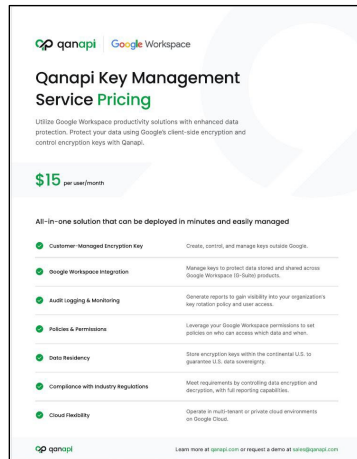 qanapi Google Workspace
Qanapi Key Management
Service Pricing
Utilize Google Workspace productivity solutions with enhanced data
protection. Protect your data using Google's client-side encryption and
control encryption keys with Qanapi.
$15 per user/month
All-in-one solution that can be deployed in minutes and easily managed
Customer-Managed Encryption Key
Create, control, and manage keys outside Google.
Google Workspace Integration
Manage keys to protect data stored and shared across
Google Workspace (G-Suite) products.
Audit Logging & Monitoring
Generate reports to gain visibility into your organization's
key rotation policy and user access.
Policies & Permissions
Leverage your Google Workspace permissions to set
policies on who can access which data and when.
Data Residency
Store encryption keys within the continental U.S. to
guarantee U.S. data sovereignty.
Compliance with Industry Regulations
Meet requirements by controlling data encryption and
decryption, with full reporting capabilities.
Cloud Flexibility
Operate in multi-tenant or private cloud environments
on Google Cloud.
qanapi
Learn more at qanapi.com or request a demo at sales@qanapi.com